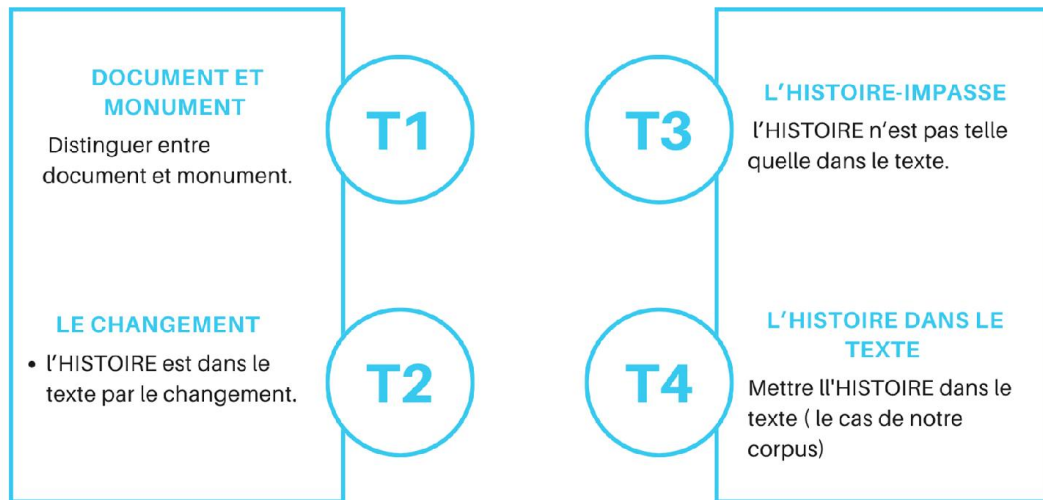 DOCUMENT ET
MONUMENT
Distinguer entre
document et monument.
T1
LE CHANGEMENT
• l'HISTOIRE est dans le
texte par le changement.
T2
T3
L'HISTOIRE-IMPASSE
l'HISTOIRE n'est pas telle
quelle dans le texte.
T4
L'HISTOIRE DANS LE
TEXTE
Mettre ll'HISTOIRE dans le
texte ( le cas de notre
corpus)